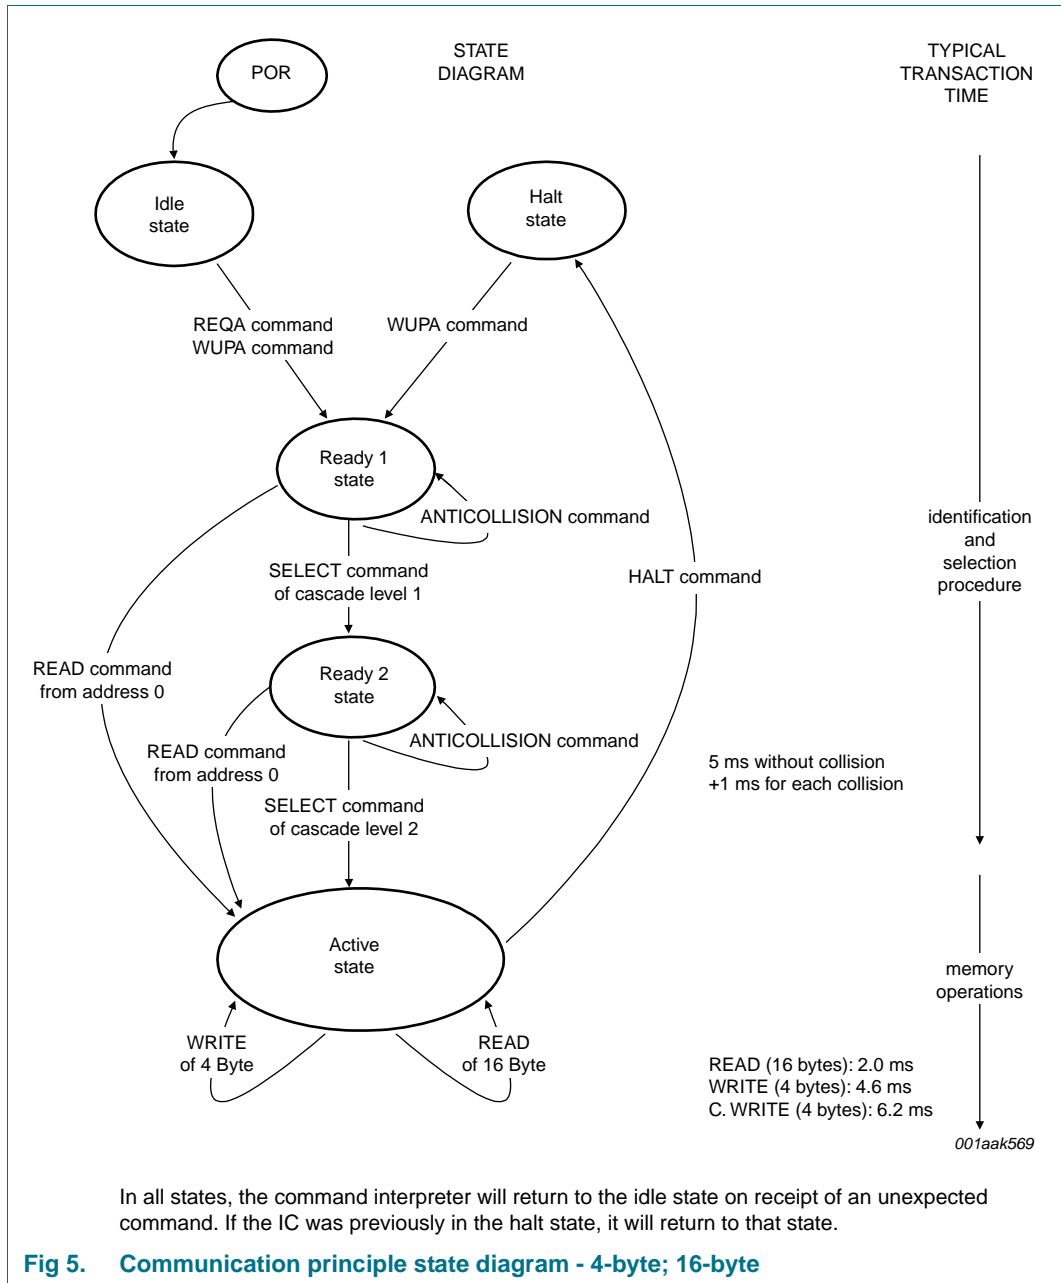 POR
STATE
DIAGRAM
TYPICAL
TRANSACTION
TIME
Idle
state
Halt
state
REQA command
WUPA command
WUPA command
Ready 1
state
ANTICOLLISION command
identification
and
selection
procedure
SELECT command
of cascade level 1
HALT command
READ command
from address 0
Ready 2
state
ANTICOLLISION command
READ command
from address 0
5 ms without collision
+1 ms for each collision
SELECT command
of cascade level 2
Active
state
memory
operations
WRITE
of 4 Byte
READ
of 16 Byte
READ (16 bytes): 2.0 ms
WRITE (4 bytes): 4.6 ms
C. WRITE (4 bytes): 6.2 ms
001aak569
In all states, the command interpreter will return to the idle state on receipt of an unexpected
command. If the IC was previously in the halt state, it will return to that state.
Fig 5. Communication principle state diagram - 4-byte; 16-byte